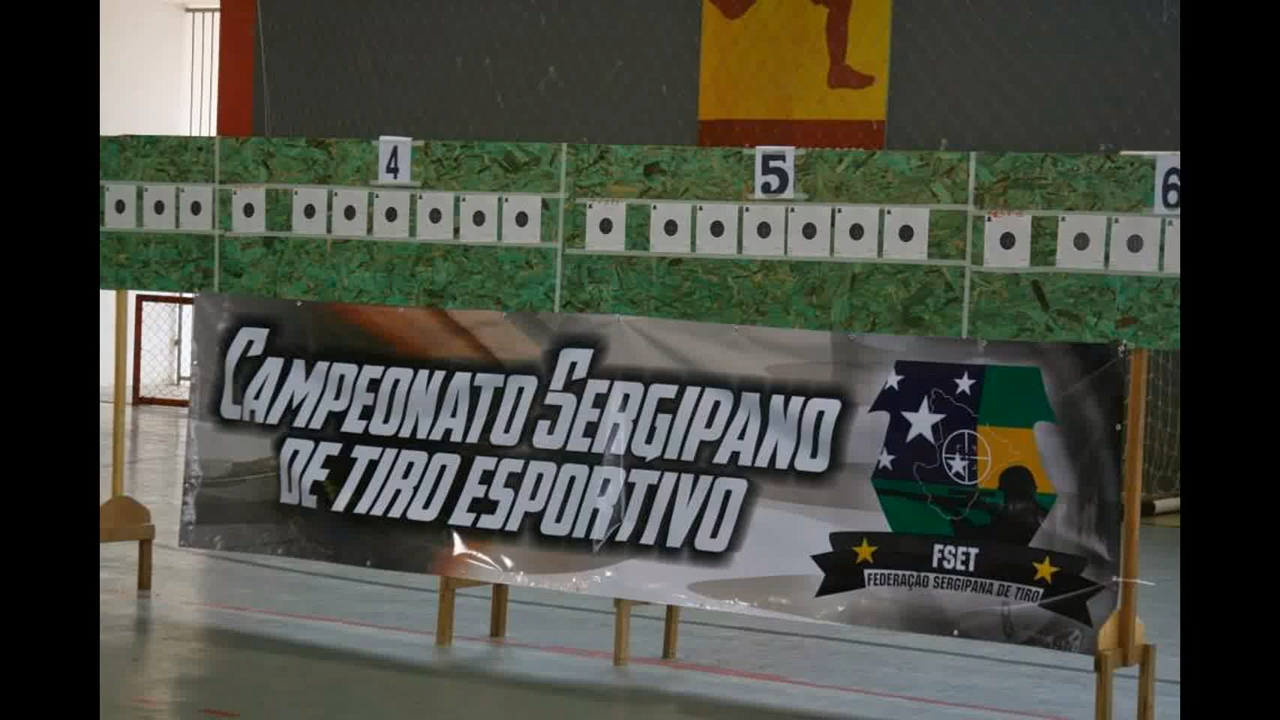 4
5
6
CAMPEONATO SERGIPANO
DE TIRO ESPORTIVO
FSET
FEDERAÇÃO SERGIPANA DE TIRO